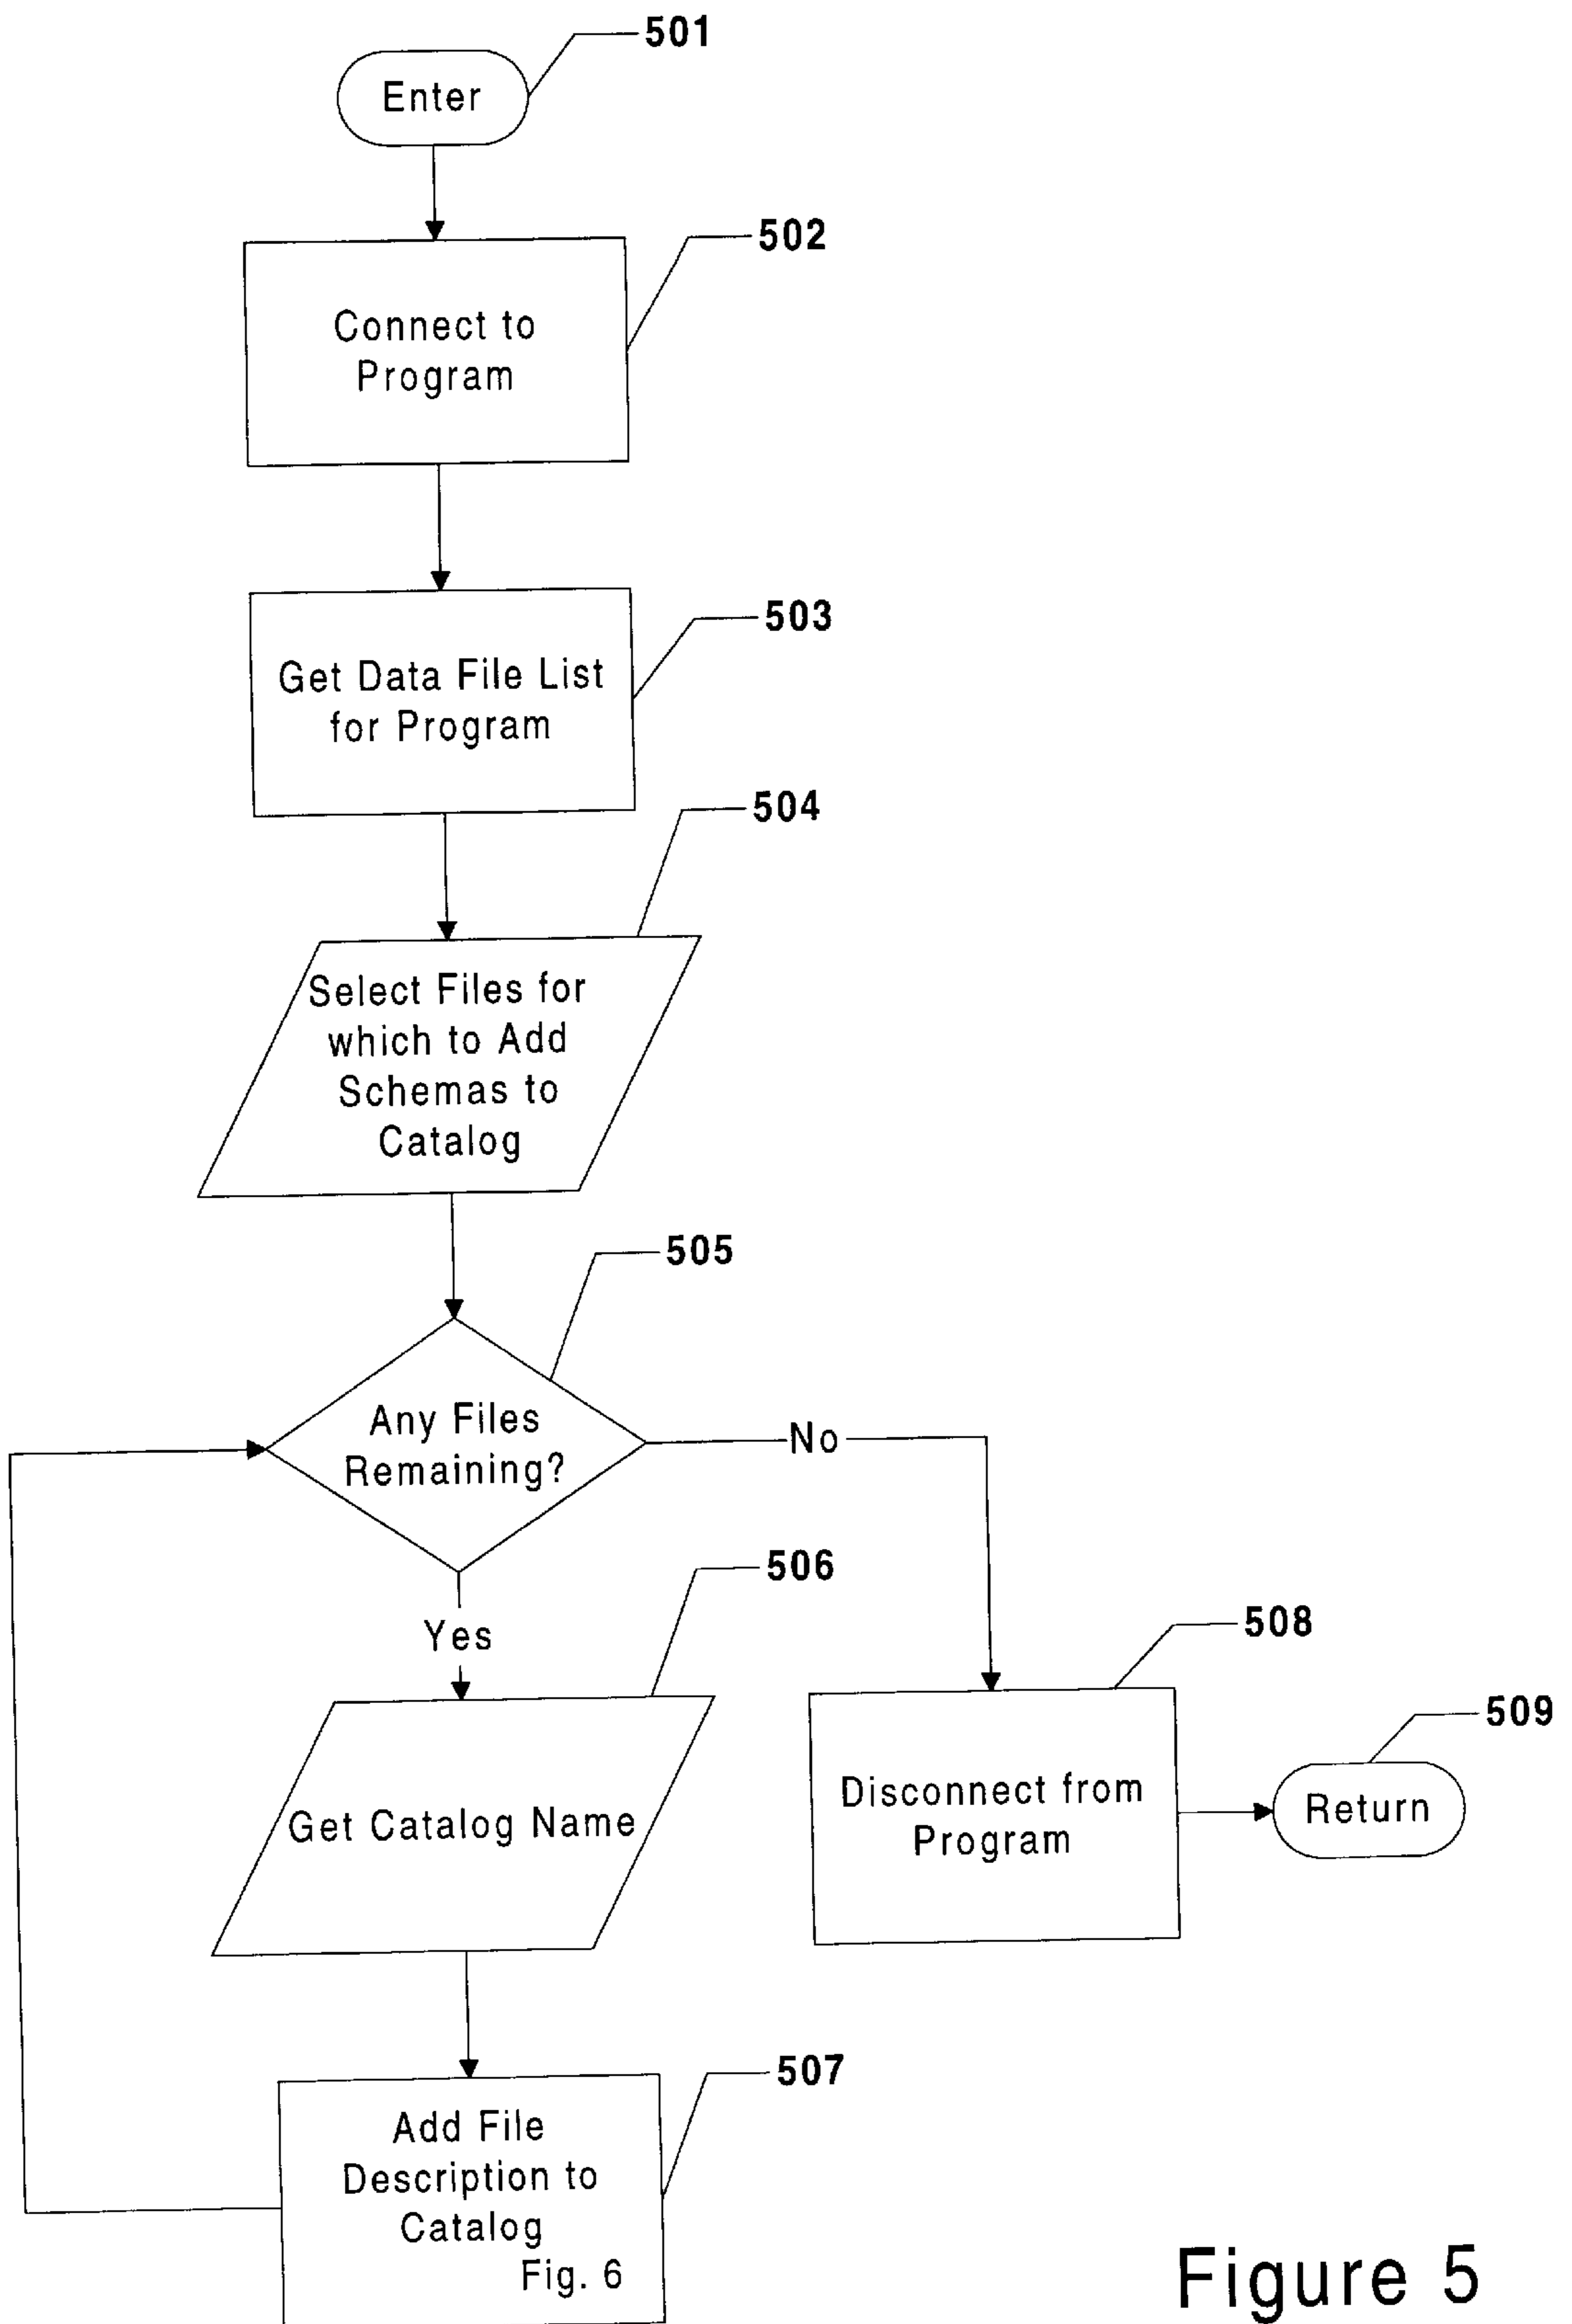 501
Enter
502
Connect to
Program
503
Get Data File List
for Program
504
Select Files for
which to Add
Schemas to
Catalog
505
Any Files
Remaining?
No
Yes
506
Get Catalog Name
508
Disconnect from
Program
509
Return
507
Add File
Description to
Catalog
Fig. 6
Figure 5